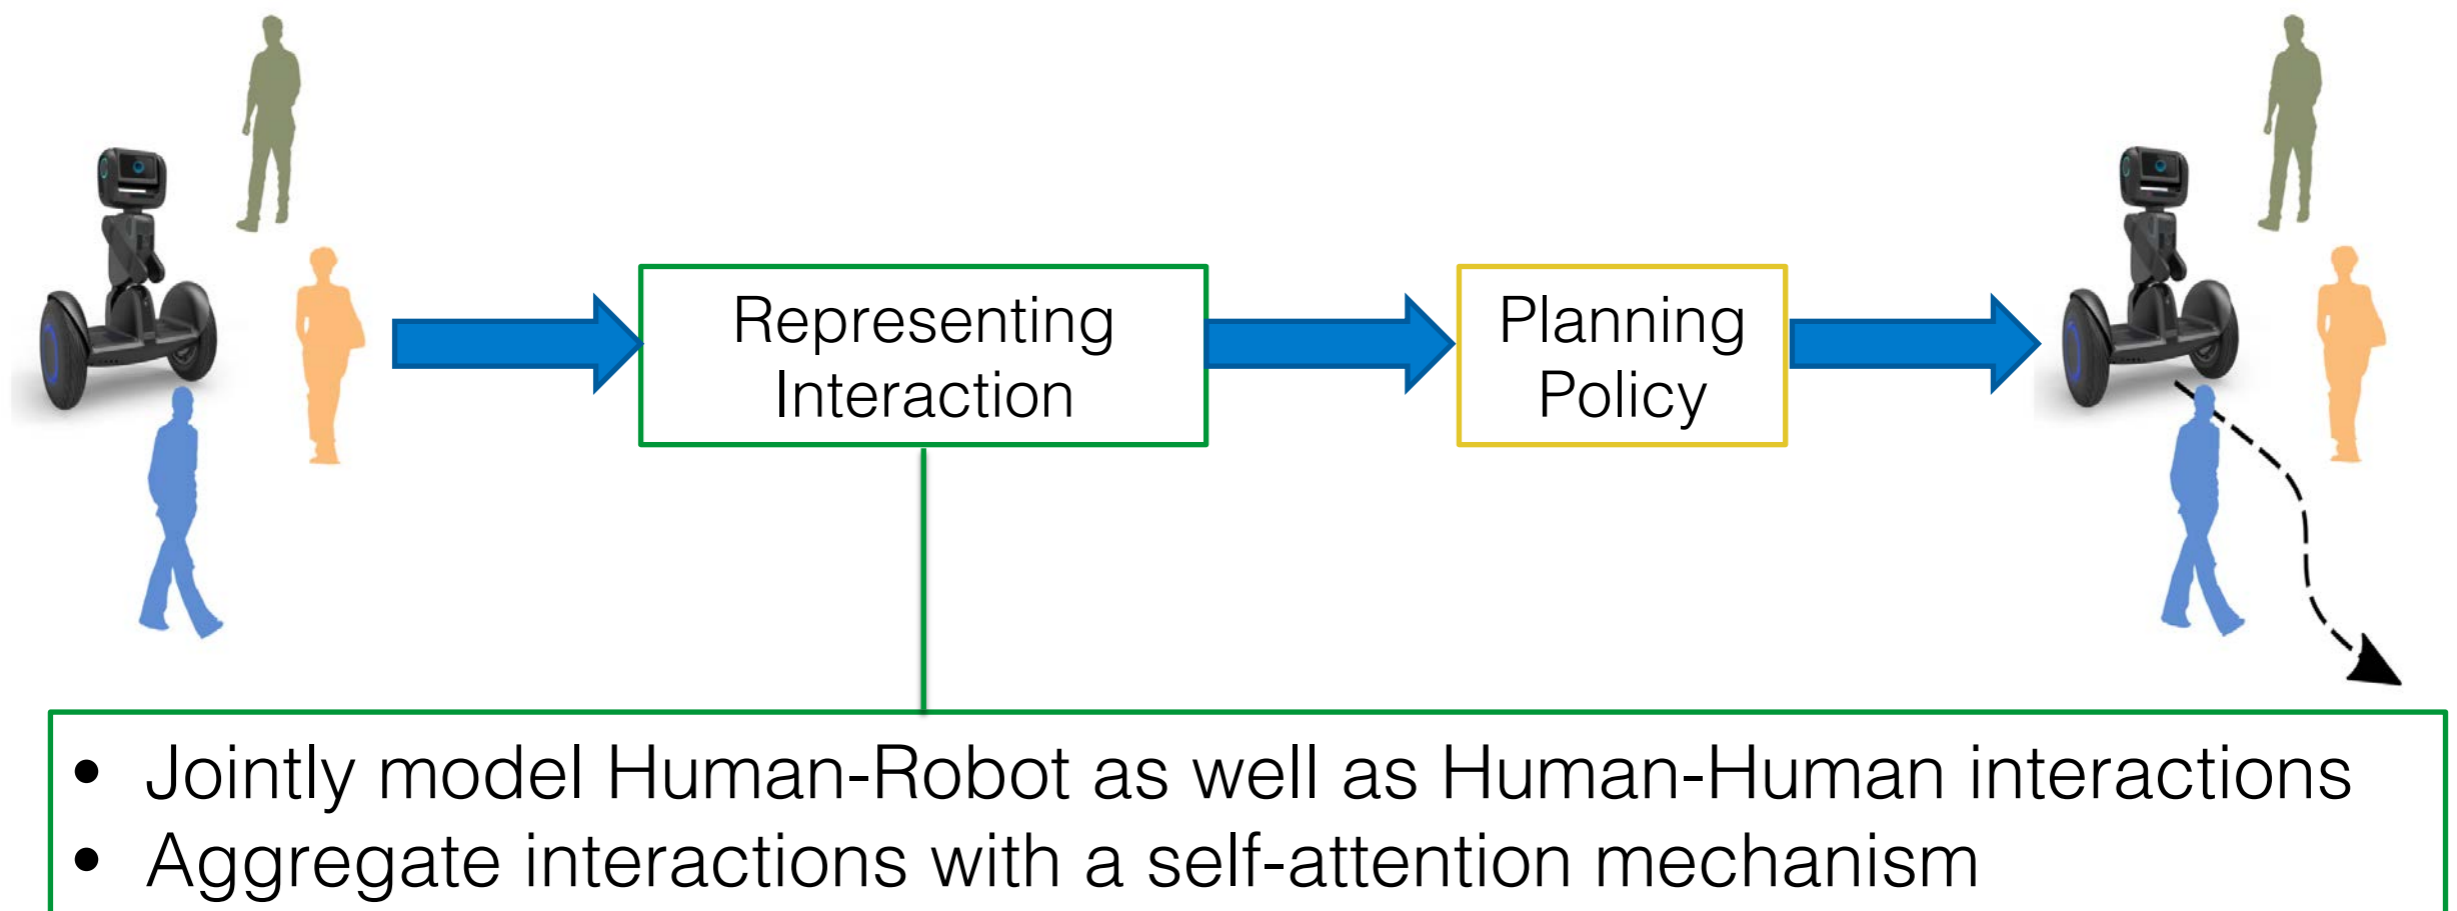 Representing
Interaction
Planning
Policy
• Jointly model Human-Robot as well as Human-Human interactions
• Aggregate interactions with a self-attention mechanism